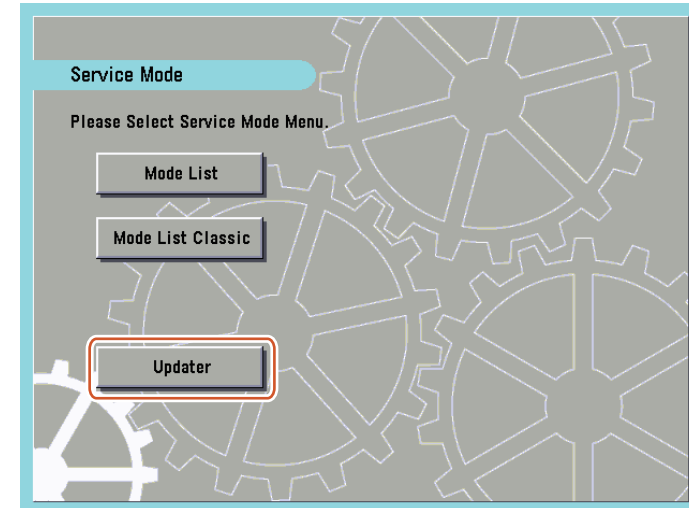 Service Mode
Please Select Service Mode Menu.
Mode List
Mode List Classic
Updater